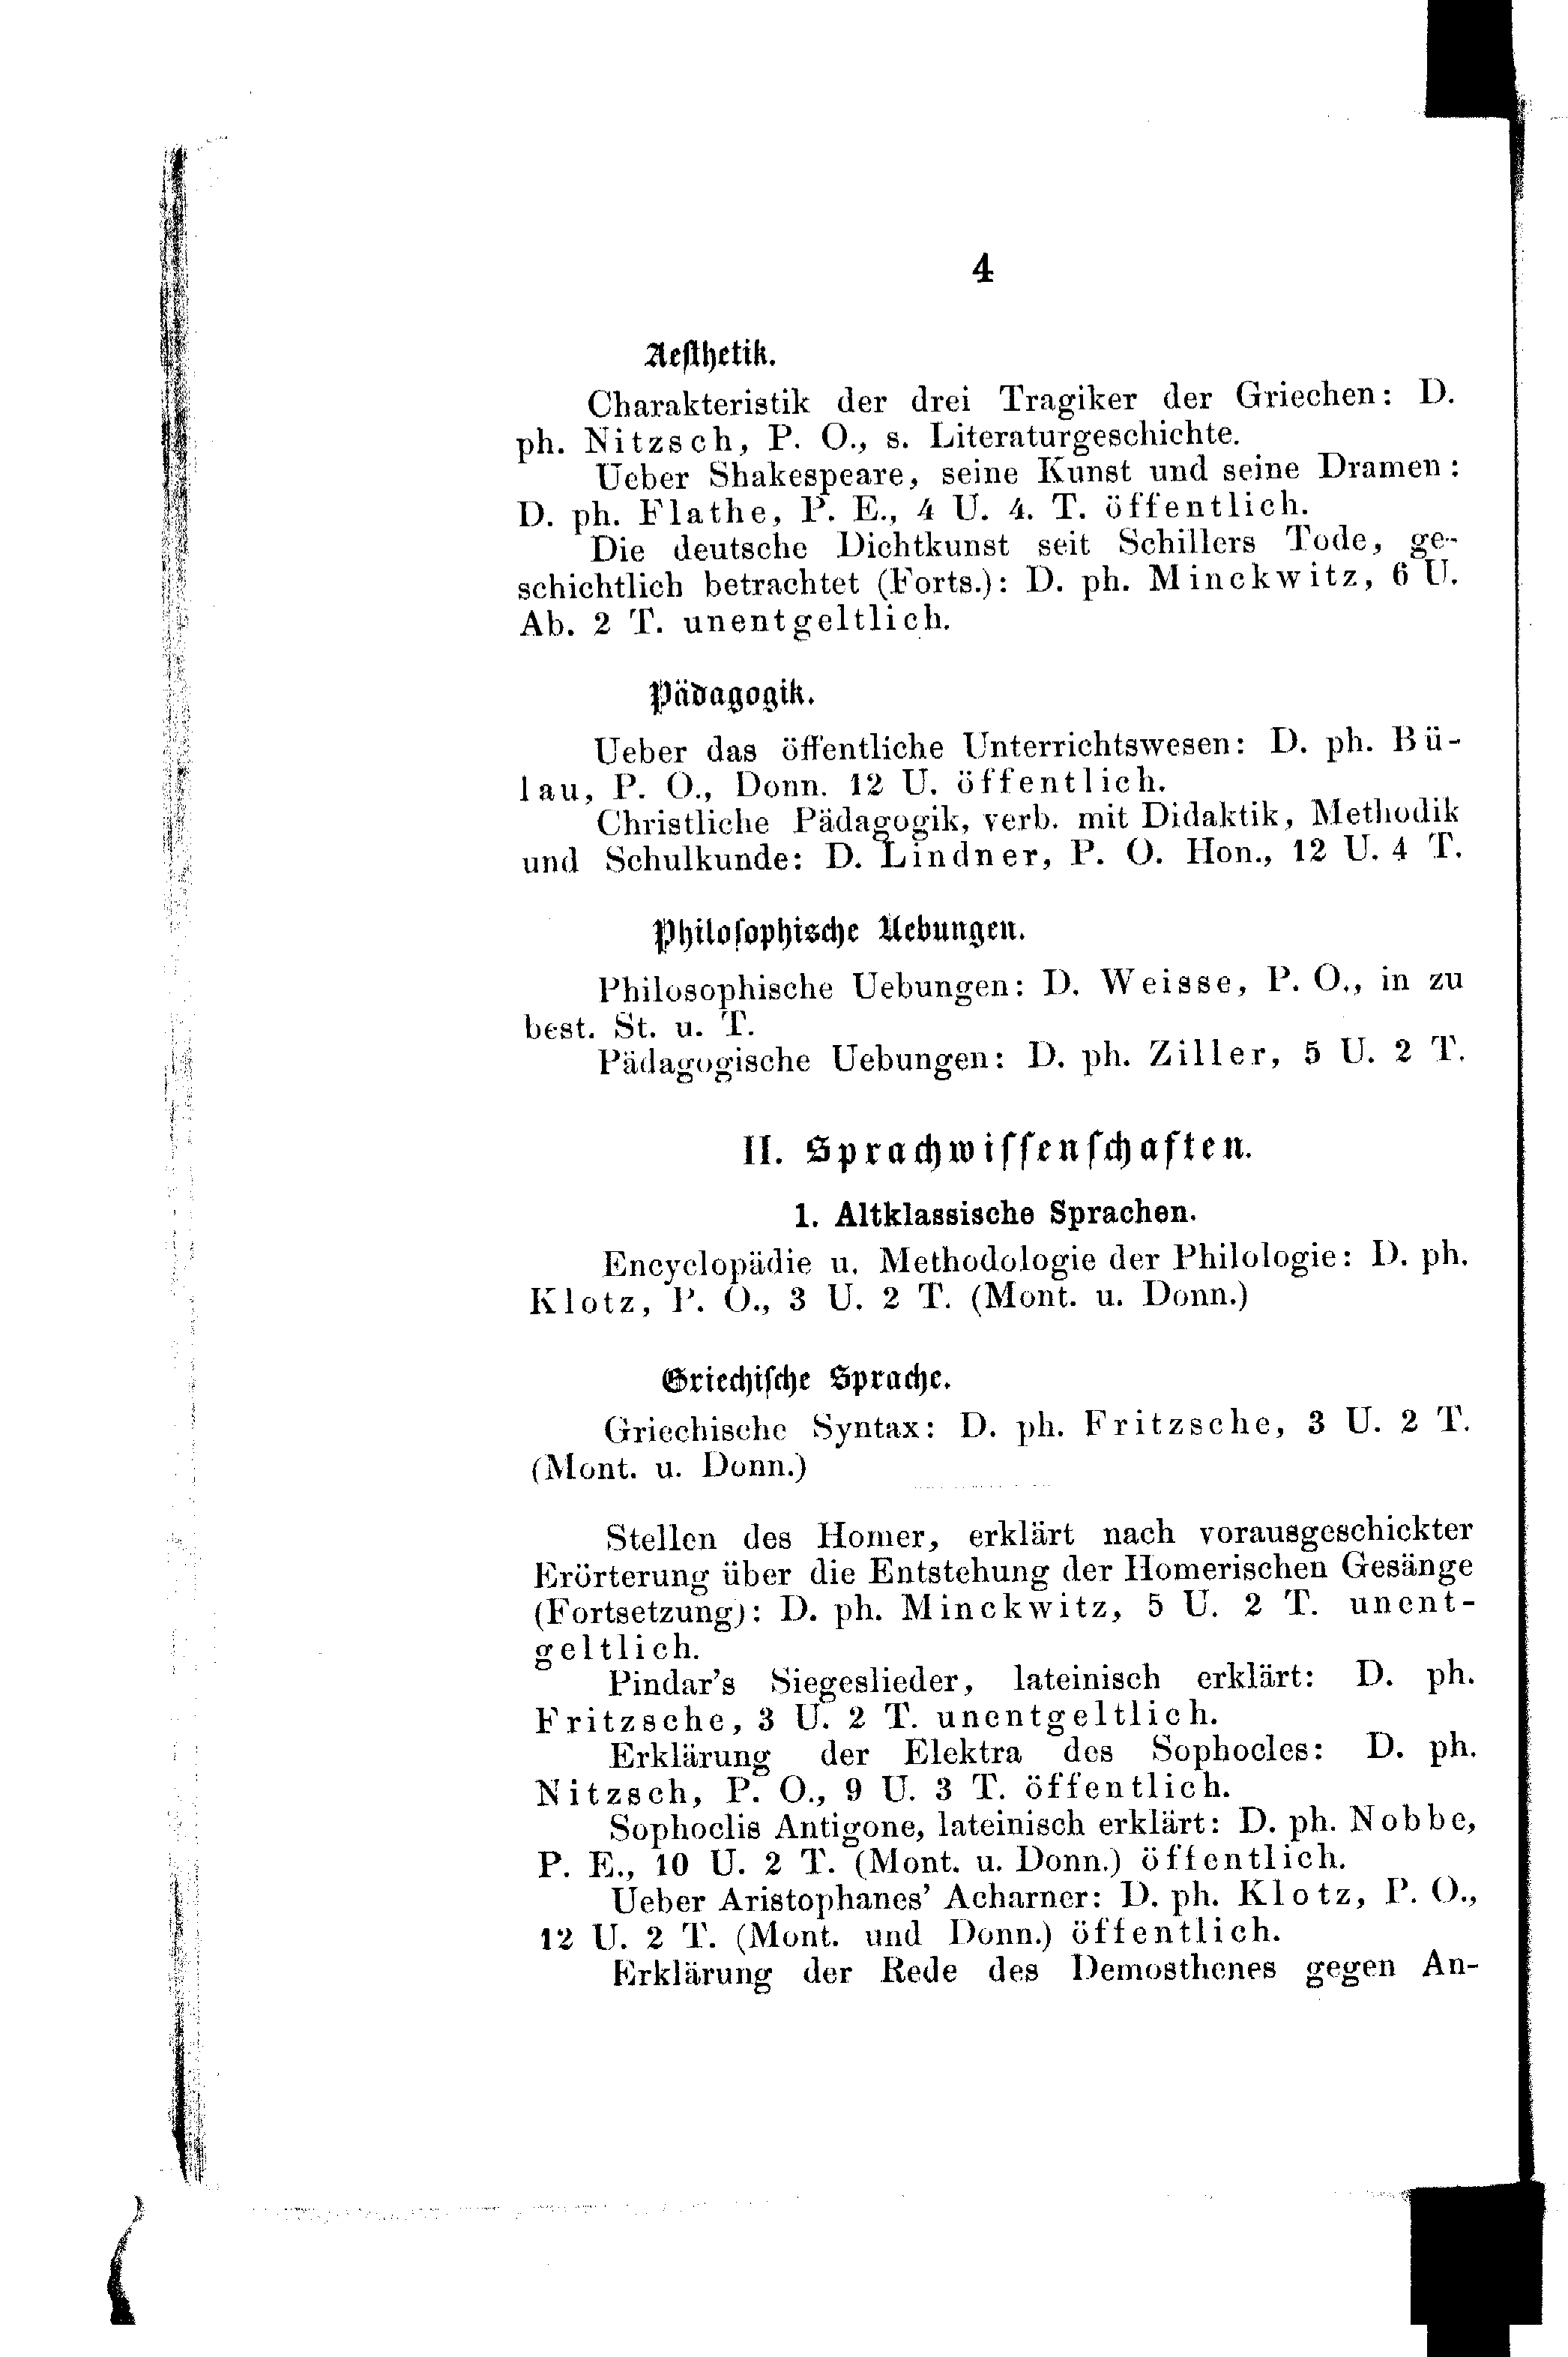 4
Aesthetik.
Charakteristik der drei Tragiker der Griechen: D.
ph. Nitzsch, P. O., s. Literaturgeschichte.
Ueber Shakespeare, seine Kunst und seine Dramen:
D. ph. Flathe, P. E., 4 U. 4. T. öffentlich.
Die deutsche Dichtkunst seit Schillers Tode, ge-
schichtlich betrachtet (Forts.): D. ph. Minckwitz, 6 U.
Ab. 2 T. unentgeltlich.
Pädagogik.
Ueber das öffentliche Unterrichtswesen: D. ph. Bü-
lau, P. O., Donn. 12 U. öffentlich.
Christliche Pädagogik, verb. mit Didaktik, Methodik
und Schulkunde: D. Lindner, P. O. Hon., 12 U. 4 T.
Philosophische Uebungen.
Philosophische Uebungen: D. Weisse, P. O., in zu
best. St. u. T.
Pädagogische Uebungen: D. ph. Ziller, 5 U. 2 T.
II. Sprachwiſſenſchaften.
1. Altklassische Sprachen.
Encyclopädie u. Methodologie der Philologie: D. ph.
Klotz, P. O., 3 U. 2 T. (Mont. u. Donn.)
Griechiſche Sprache.
Griechische Syntax: D. ph. Fritzsche, 3 U. 2 T.
(Mont. u. Donn.)
Stellen des Homer, erklärt nach vorausgeschickter
Erörterung über die Entstehung der Homerischen Gesänge
(Fortsetzung): D. ph. Minckwitz, 5 U. 2 T. unent-
geltlich.
Pindar's Siegeslieder, lateinisch erklärt: D. ph.
Fritzsche, 3 U. 2 T. unentgeltlich.
Erklärung der Elektra des Sophocles: D. ph.
Nitzsch, P. O., 9 U. 3 T. öffentlich.
Sophoclis Antigone, lateinisch erklärt: D. ph. Nobbe,
P. E., 10 U. 2 T. (Mont. u. Donn.) öffentlich.
Ueber Aristophanes' Acharner: D. ph. Klotz, P. O.,
12 U. 2 T. (Mont. und Donn.) öffentlich.
Erklärung der Rede des Demosthenes gegen An-